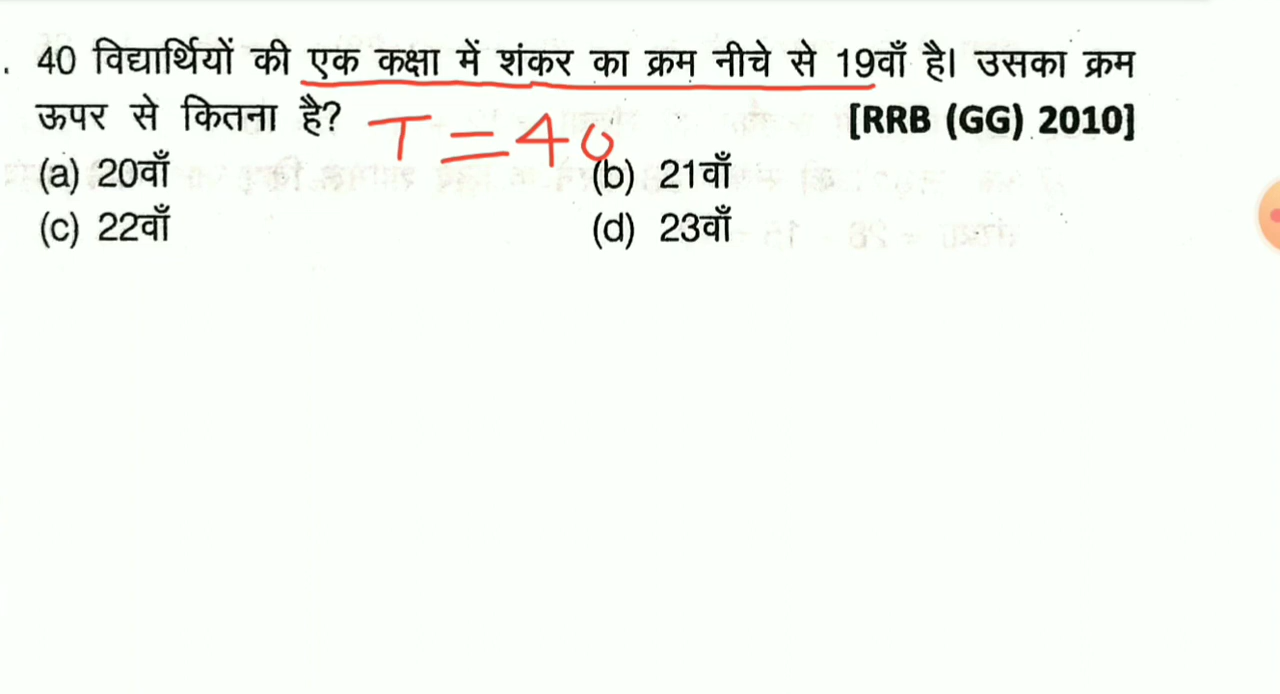 . 40 विद्यार्थियों की एक कक्षा में शंकर का क्रम नीचे से 19वाँ है। उसका क्रम
ऊपर से कितना है? [RRB (GG) 2010]
T = 40
(a) 20वाँ (b) 21वाँ
(c) 22वाँ (d) 23वाँ